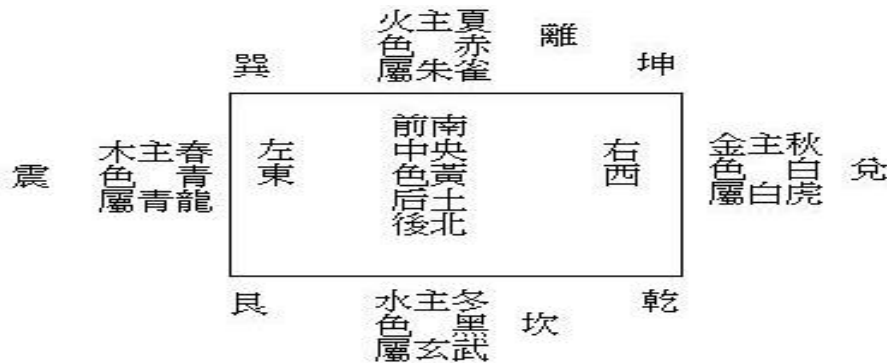 火主夏
色 赤
屬朱雀
離
巽
坤
震
木主春
色 青
屬青龍
左東
前南
中央
色黃
后土
後北
右西
金主秋
色 白
屬白虎
兌
艮
水主冬
色 黑
屬玄武
坎
乾